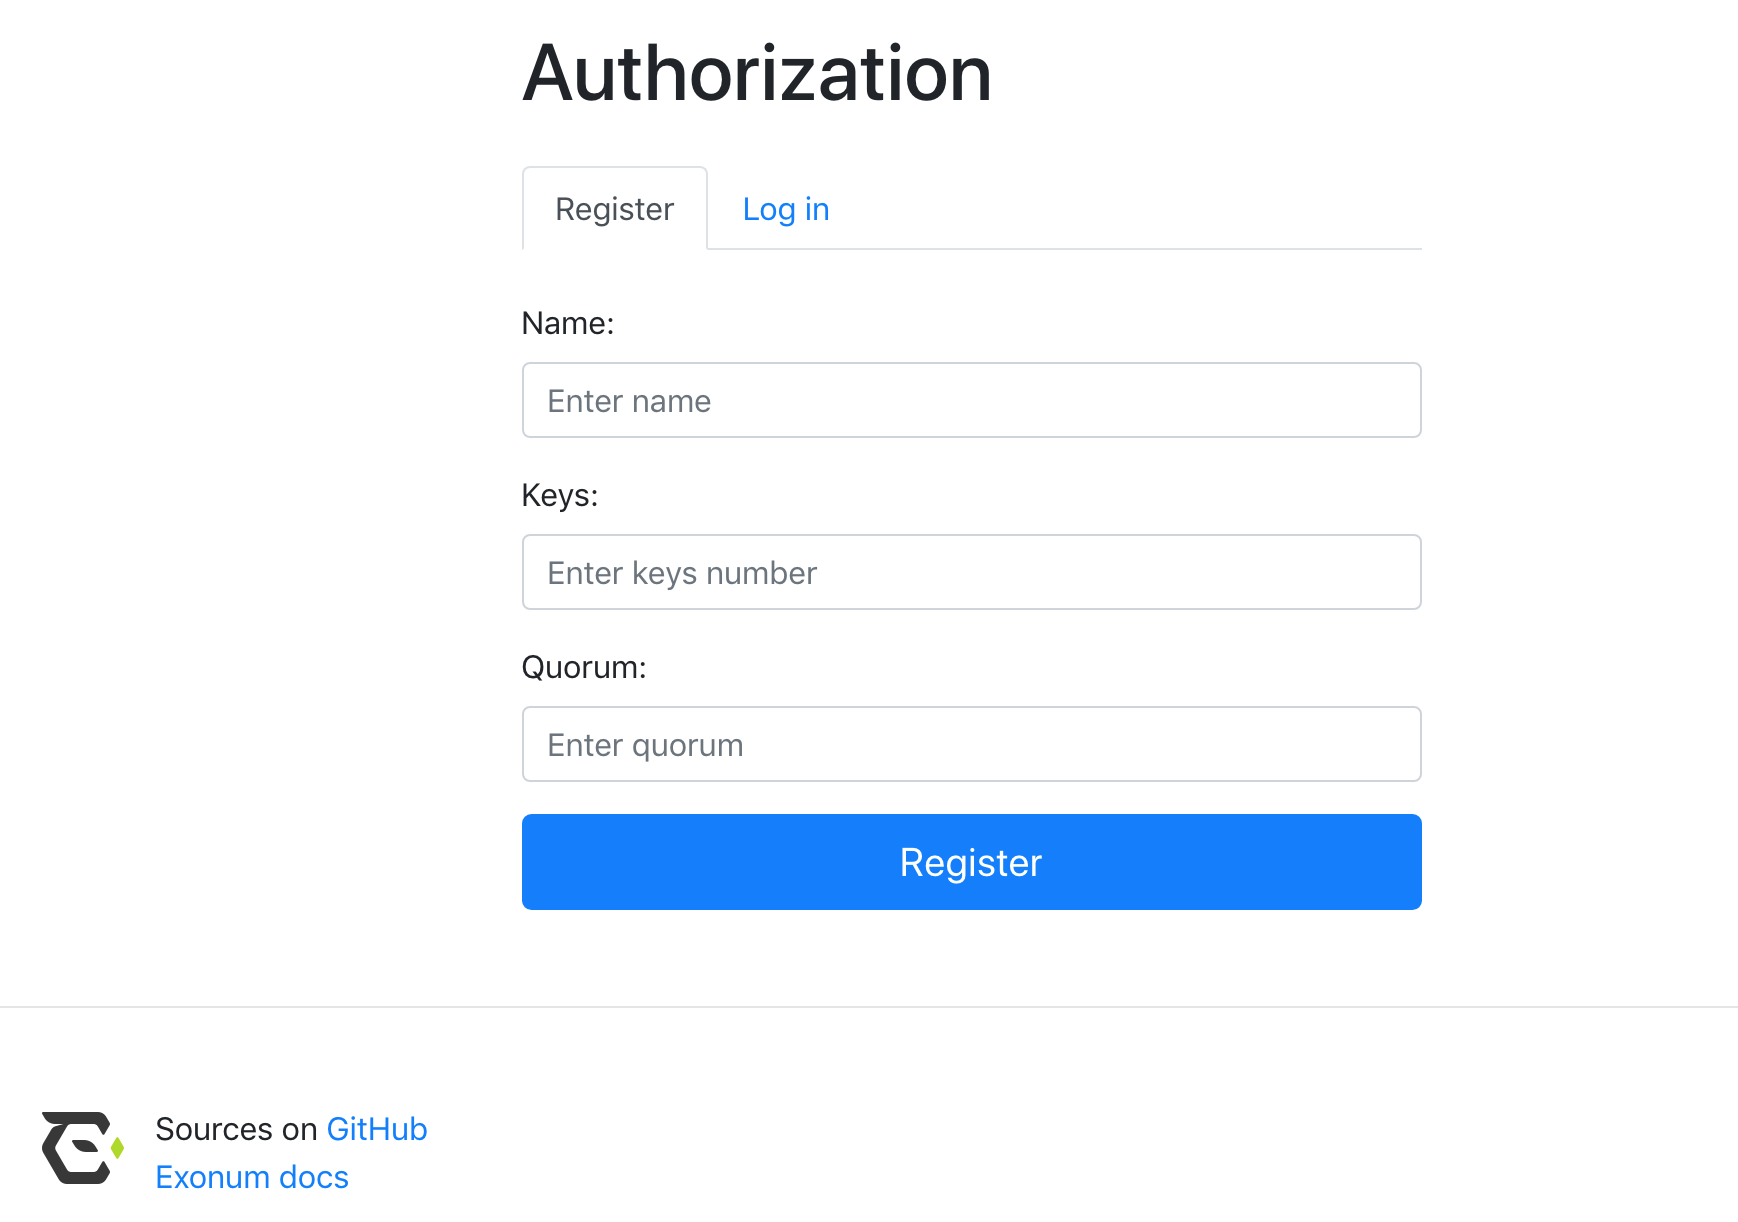 Authorization
Register
Log in
Name:
Enter name
Keys:
Enter keys number
Quorum:
Enter quorum
Register
Sources on GitHub
Exonum docs